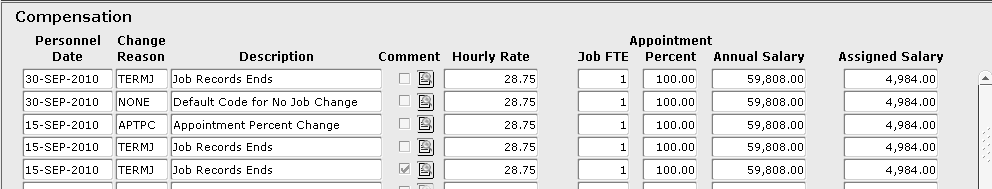 Compensation
Personnel Change Appointment
Date Reason Description Comment Hourly Rate Job FTE Percent Annual Salary Assigned Salary
30-SEP-2010 TERMJ Job Records Ends 28.75 1 100.00 59,808.00 4,984.00
30-SEP-2010 NONE Default Code for No Job Change 28.75 1 100.00 59,808.00 4,984.00
15-SEP-2010 APTPC Appointment Percent Change 28.75 1 100.00 59,808.00 4,984.00
15-SEP-2010 TERMJ Job Records Ends 28.75 1 100.00 59,808.00 4,984.00
15-SEP-2010 TERMJ Job Records Ends 28.75 1 100.00 59,808.00 4,984.00